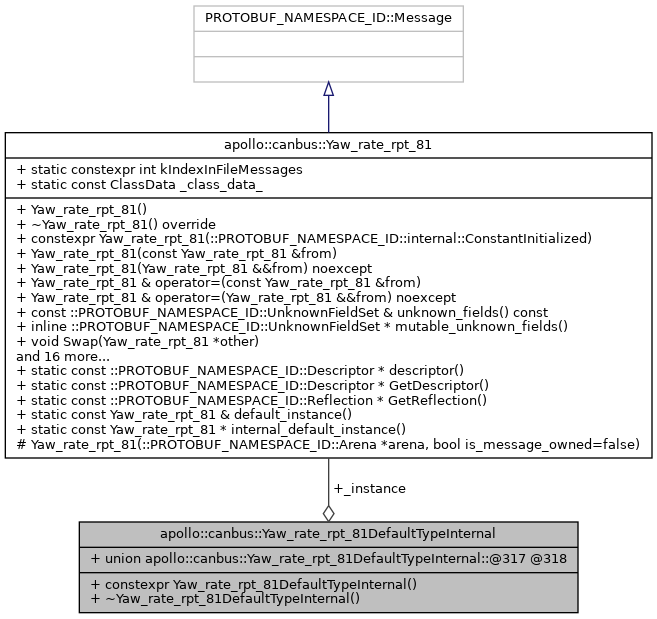 PROTOBUF_NAMESPACE_ID::Message
apollo::canbus::Yaw_rate_rpt_81
+ static constexpr int kIndexInFileMessages
+ static const ClassData _class_data_
+ Yaw_rate_rpt_81()
+ ~Yaw_rate_rpt_81() override
+ constexpr Yaw_rate_rpt_81(::PROTOBUF_NAMESPACE_ID::internal::ConstantInitialized)
+ Yaw_rate_rpt_81(const Yaw_rate_rpt_81 &from)
+ Yaw_rate_rpt_81(Yaw_rate_rpt_81 &&from) noexcept
+ Yaw_rate_rpt_81 & operator=(const Yaw_rate_rpt_81 &from)
+ Yaw_rate_rpt_81 & operator=(Yaw_rate_rpt_81 &&from) noexcept
+ const ::PROTOBUF_NAMESPACE_ID::UnknownFieldSet & unknown_fields() const
+ inline ::PROTOBUF_NAMESPACE_ID::UnknownFieldSet * mutable_unknown_fields()
+ void Swap(Yaw_rate_rpt_81 *other)
and 16 more...
+ static const ::PROTOBUF_NAMESPACE_ID::Descriptor * descriptor()
+ static const ::PROTOBUF_NAMESPACE_ID::Descriptor * GetDescriptor()
+ static const ::PROTOBUF_NAMESPACE_ID::Reflection * GetReflection()
+ static const Yaw_rate_rpt_81 & default_instance()
+ static const Yaw_rate_rpt_81 * internal_default_instance()
# Yaw_rate_rpt_81(::PROTOBUF_NAMESPACE_ID::Arena *arena, bool is_message_owned=false)
+_instance
apollo::canbus::Yaw_rate_rpt_81DefaultTypeInternal
+ union apollo::canbus::Yaw_rate_rpt_81DefaultTypeInternal::@317 @318
+ constexpr Yaw_rate_rpt_81DefaultTypeInternal()
+ ~Yaw_rate_rpt_81DefaultTypeInternal()